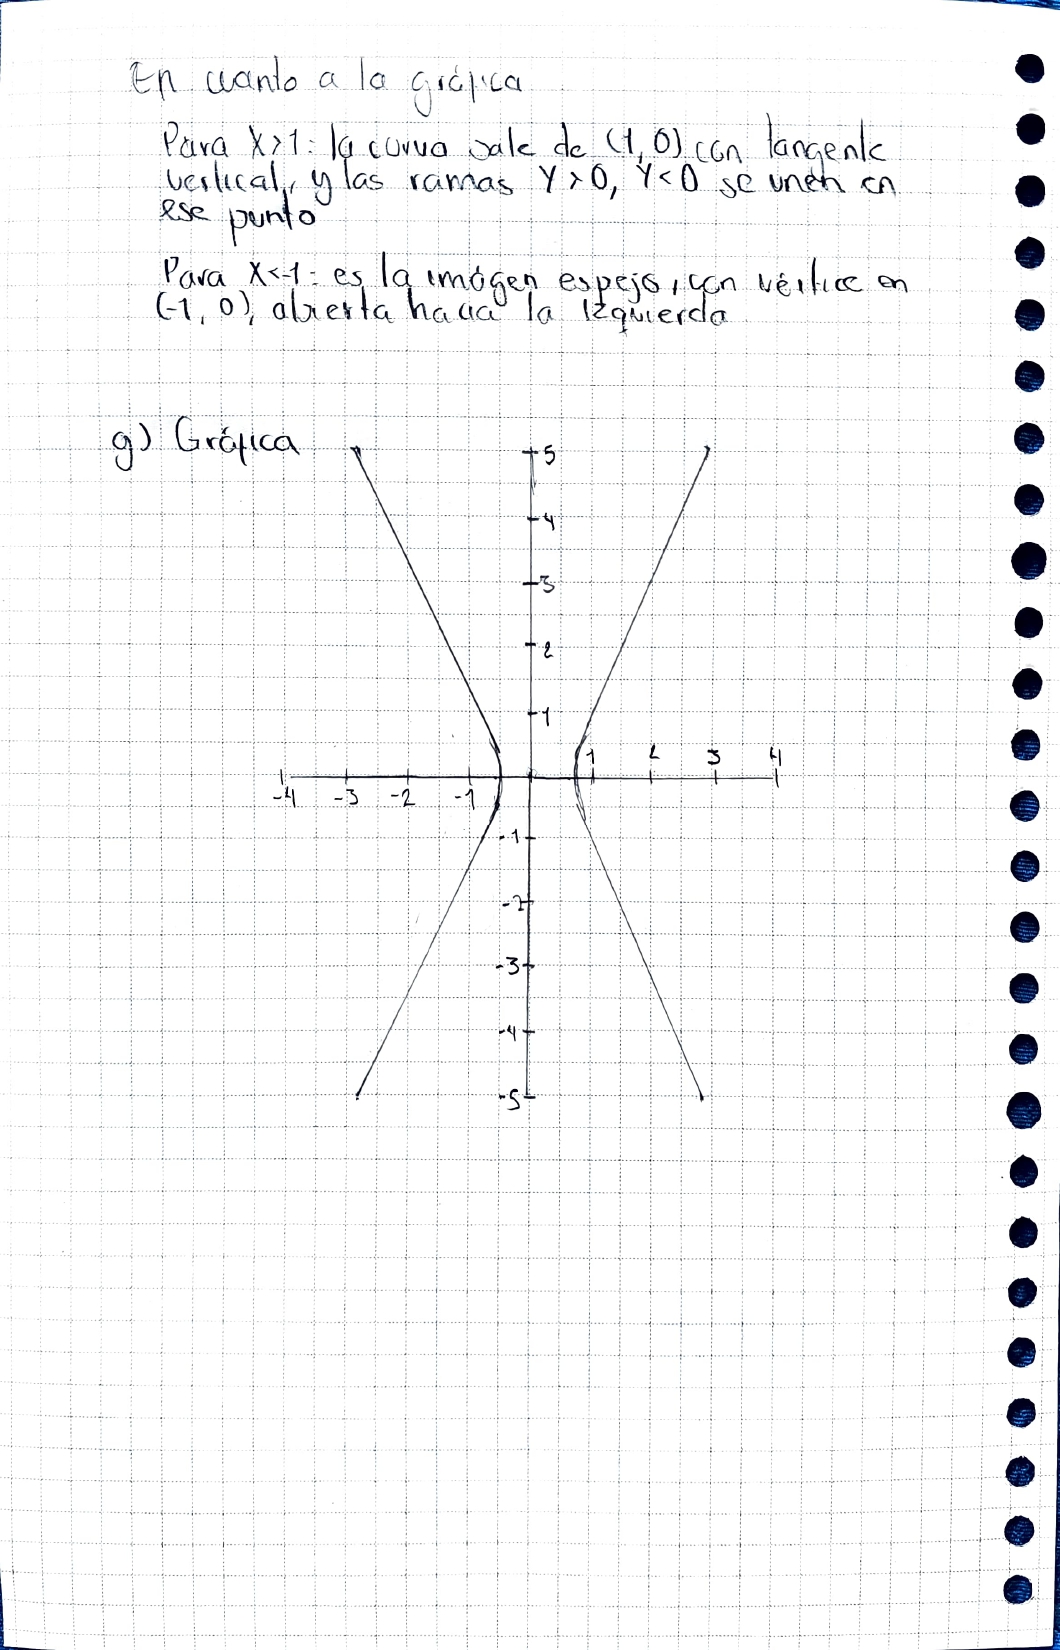 En cuanto a la gráfica
Para X>1: la curva sale de (1,0) con tangente
vertical, y las ramas Y>0, Y<0 se unen en
ese punto
Para X<-1: es la imágen espejo, con vértice en
(-1, 0), abierta hacia la izquierda
g) Gráfica
5
4
3
2
1
1 2 3 4
-4 -3 -2 -1
-1
-2
-3
-4
-5